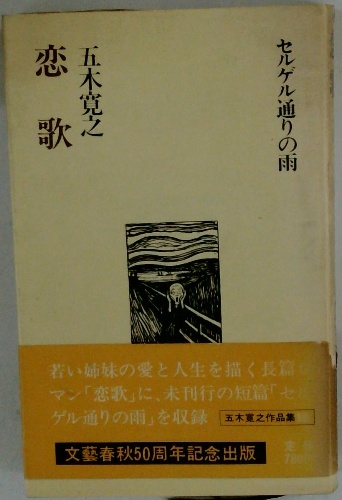 セルゲル通りの雨
五木寛之
恋歌
若い姉妹の愛と人生を描く長篇
マン「恋歌」に、未刊行の短篇「セ
ゲル通りの雨」を収録
五木寛之作品集
文藝春秋50周年記念出版
定
780